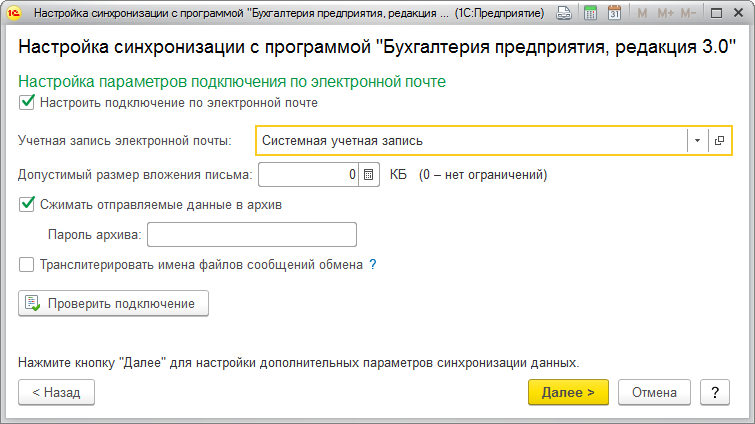 Настройка синхронизации с программой "Бухгалтерия предприятия, редакция ... (1С:Предприятие) 31 M M+ M-
Настройка синхронизации с программой "Бухгалтерия предприятия, редакция 3.0"
Настройка параметров подключения по электронной почте
Настроить подключение по электронной почте
Учетная запись электронной почты: Системная учетная запись
Допустимый размер вложения письма: 0 КБ (0 – нет ограничений)
Сжимать отправляемые данные в архив
Пароль архива:
Транслитерировать имена файлов сообщений обмена ?
Проверить подключение
Нажмите кнопку "Далее" для настройки дополнительных параметров синхронизации данных.
< Назад Далее > Отмена ?